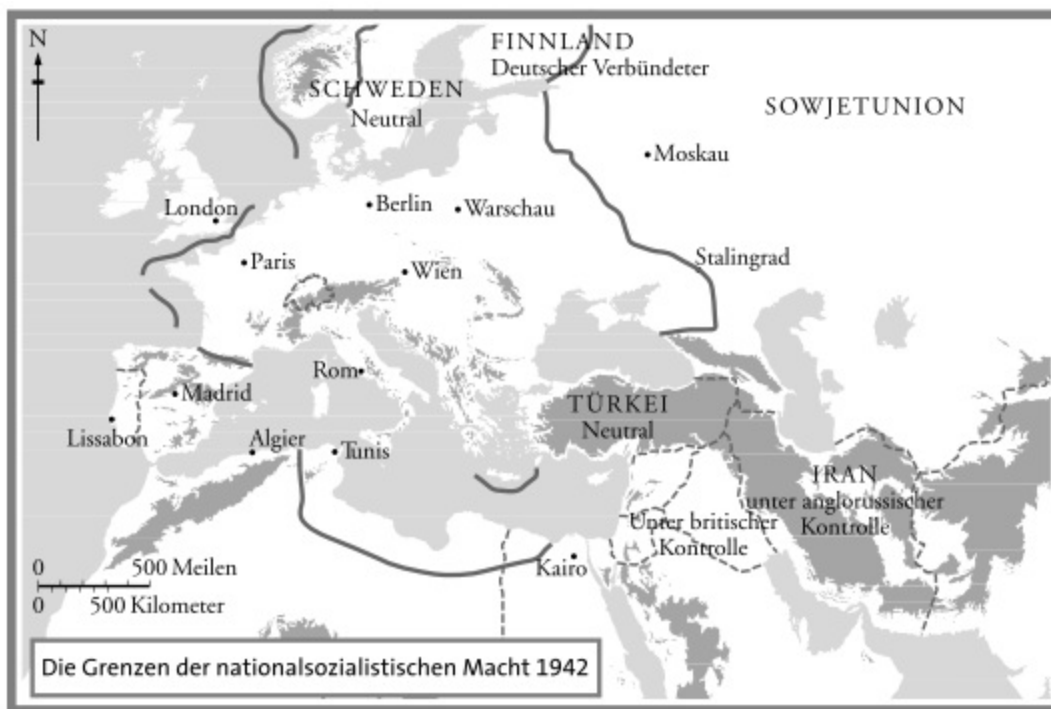 N
FINNLAND
Deutscher Verbündeter
SCHWEDEN
Neutral
SOWJETUNION
Moskau
London
Berlin
Warschau
Paris
Wien
Stalingrad
Rom
Madrid
Lissabon
Algier
Tunis
TÜRKEI
Neutral
IRAN
unter anglorussischer
Kontrolle
Unter britischer
Kontrolle
Kairo
0 500 Meilen
0 500 Kilometer
Die Grenzen der nationalsozialistischen Macht 1942